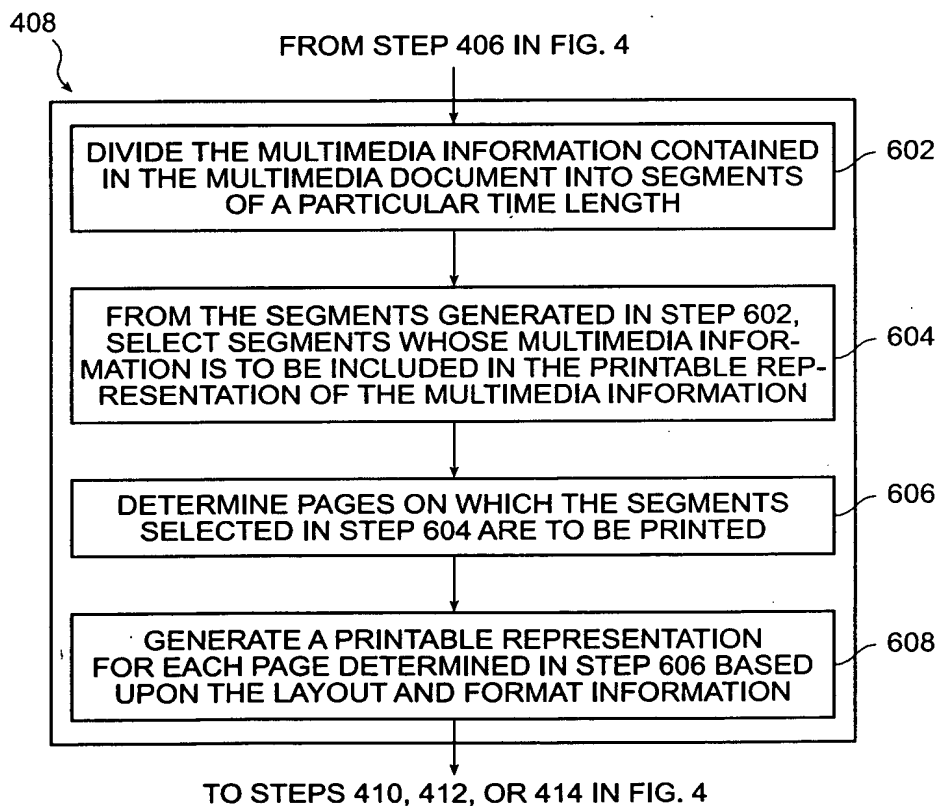 408
FROM STEP 406 IN FIG. 4
DIVIDE THE MULTIMEDIA INFORMATION CONTAINED
IN THE MULTIMEDIA DOCUMENT INTO SEGMENTS
OF A PARTICULAR TIME LENGTH
602
FROM THE SEGMENTS GENERATED IN STEP 602,
SELECT SEGMENTS WHOSE MULTIMEDIA INFOR-
MATION IS TO BE INCLUDED IN THE PRINTABLE REP-
RESENTATION OF THE MULTIMEDIA INFORMATION
604
DETERMINE PAGES ON WHICH THE SEGMENTS
SELECTED IN STEP 604 ARE TO BE PRINTED
606
GENERATE A PRINTABLE REPRESENTATION
FOR EACH PAGE DETERMINED IN STEP 606 BASED
UPON THE LAYOUT AND FORMAT INFORMATION
608
TO STEPS 410, 412, OR 414 IN FIG. 4